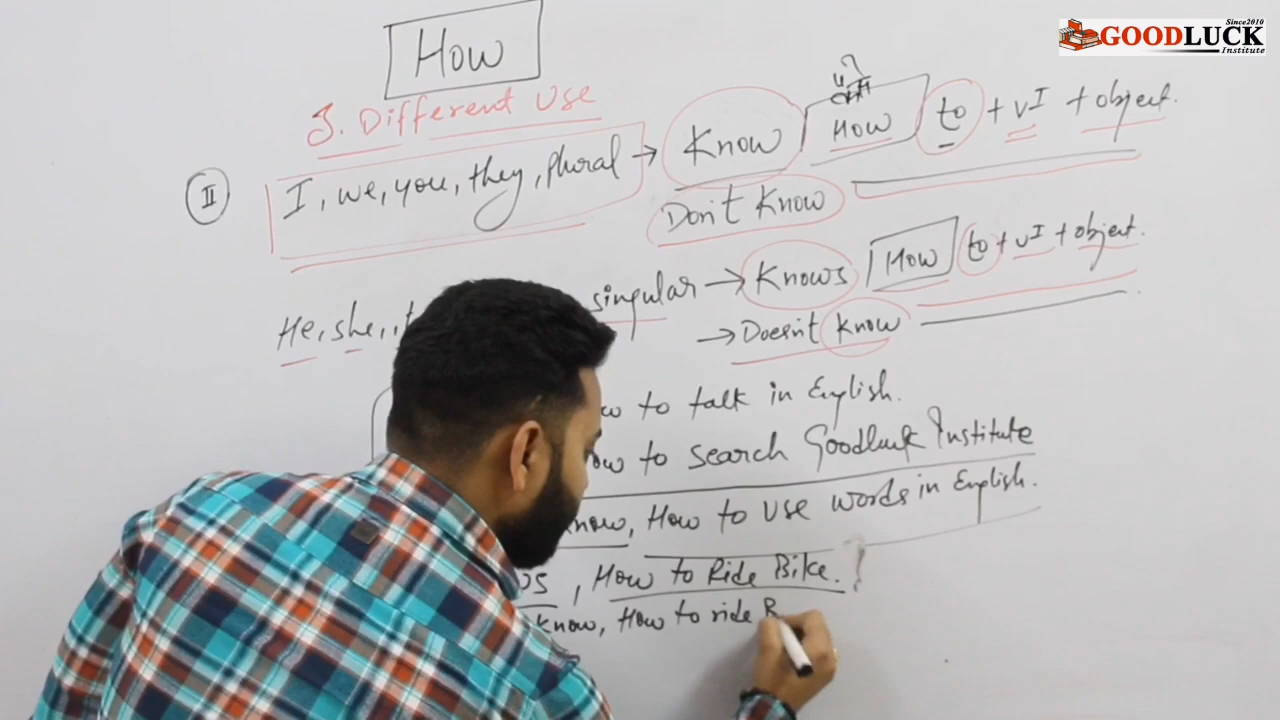 Since2010
GOODLUCK
Institute
How
3. Different Use
II I, we, you, they, plural → Know How to + VI + object.
Don't Know
He, she, singular → Knows How to + VI + object.
→ Doesn't Know
to talk in English.
to search Goodluck Institute
know, How to use words in English.
, How to Ride Bike.
know, How to ride B